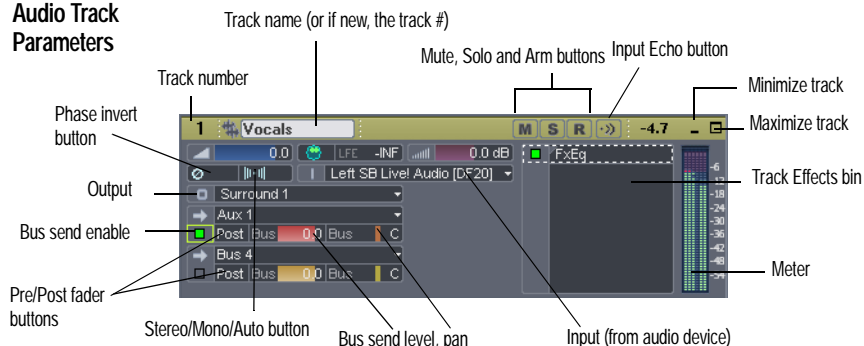 Audio Track
Parameters
Track name (or if new, the track #)
Mute, Solo and Arm buttons
Input Echo button
Track number
Minimize track
Phase invert
button
Maximize track
1 Vocals M S R -4.7
0.0 LFE -INF 0.0 dB FxEq
Left SB Live! Audio [DF20]
Output
Surround 1
Track Effects bin
Aux 1
Bus send enable
Post Bus 0.0 Bus C
Bus 4
Post Bus 0.0 Bus C
-6
-12
-18
-24
-30
-36
-42
-48
-54
Meter
Pre/Post fader
buttons
Stereo/Mono/Auto button
Bus send level, pan
Input (from audio device)